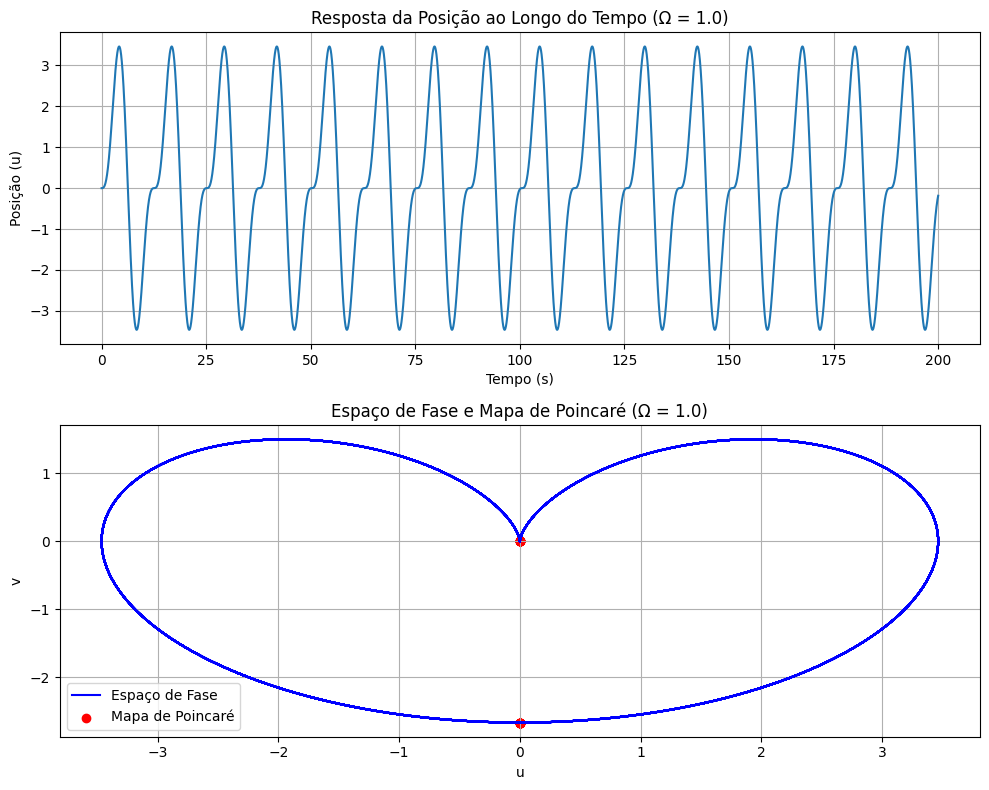 Resposta da Posição ao Longo do Tempo (Ω = 1.0)
3
2
1
0
−1
−2
−3
Posição (u)
0 25 50 75 100 125 150 175 200
Tempo (s)
Espaço de Fase e Mapa de Poincaré (Ω = 1.0)
1
0
−1
−2
v
Espaço de Fase
Mapa de Poincaré
−3 −2 −1 0 1 2 3
u